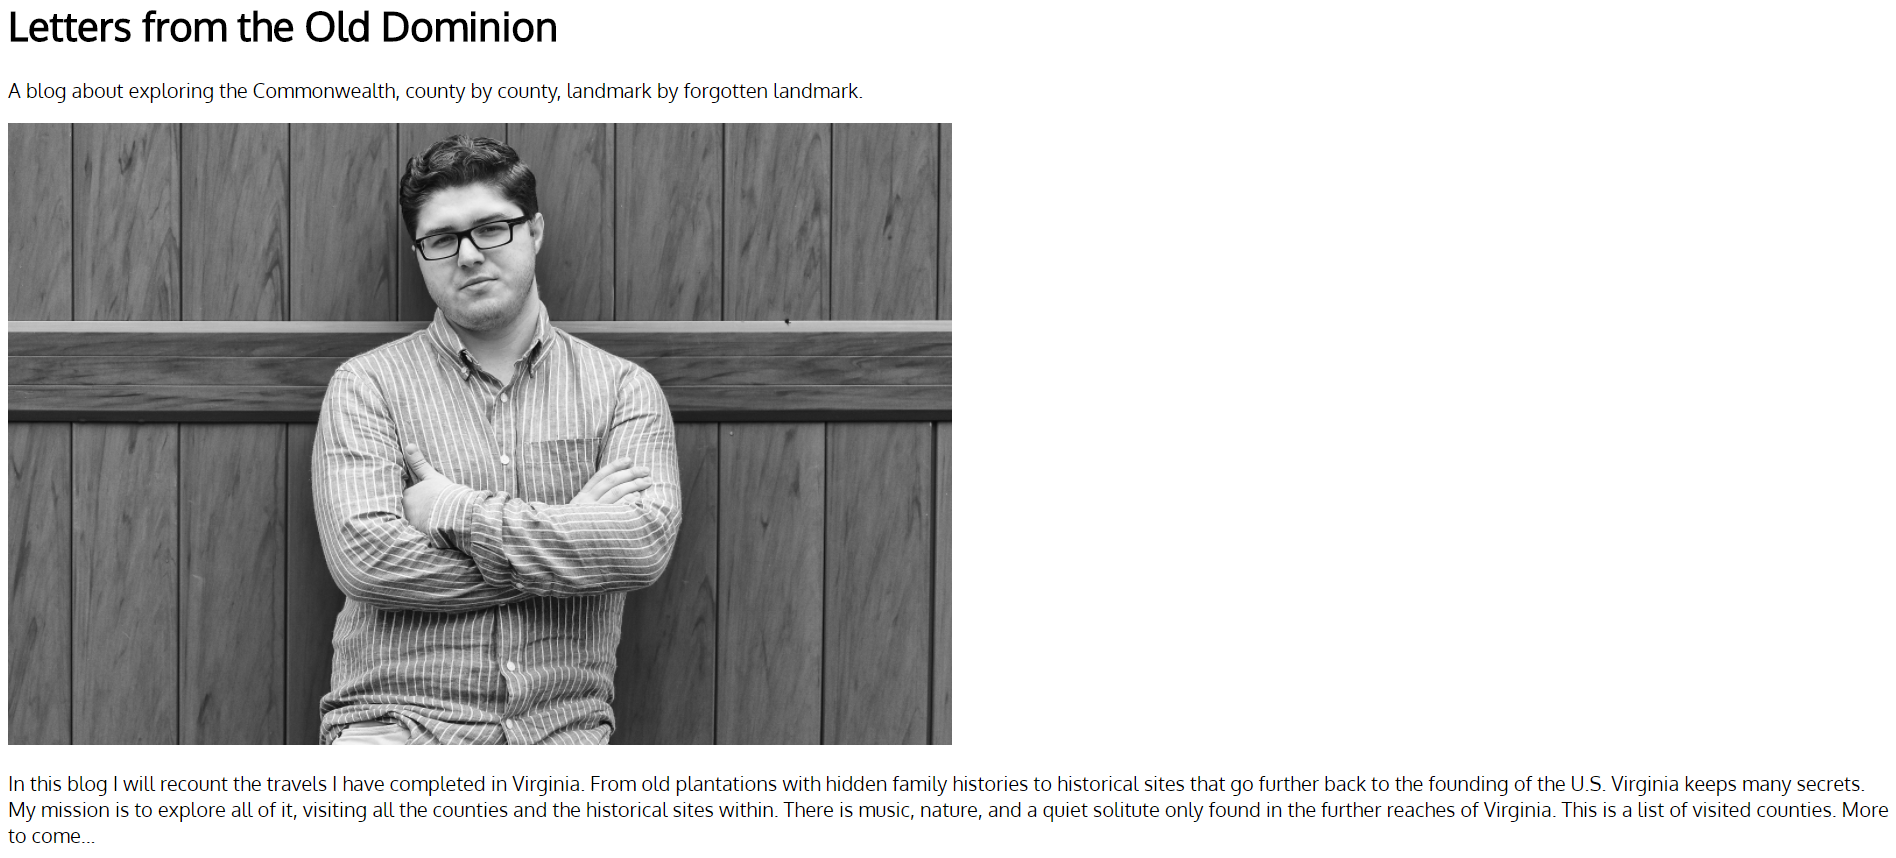 Letters from the Old Dominion
A blog about exploring the Commonwealth, county by county, landmark by forgotten landmark.
In this blog I will recount the travels I have completed in Virginia. From old plantations with hidden family histories to historical sites that go further back to the founding of the U.S. Virginia keeps many secrets.
My mission is to explore all of it, visiting all the counties and the historical sites within. There is music, nature, and a quiet solitute only found in the further reaches of Virginia. This is a list of visited counties. More
to come...